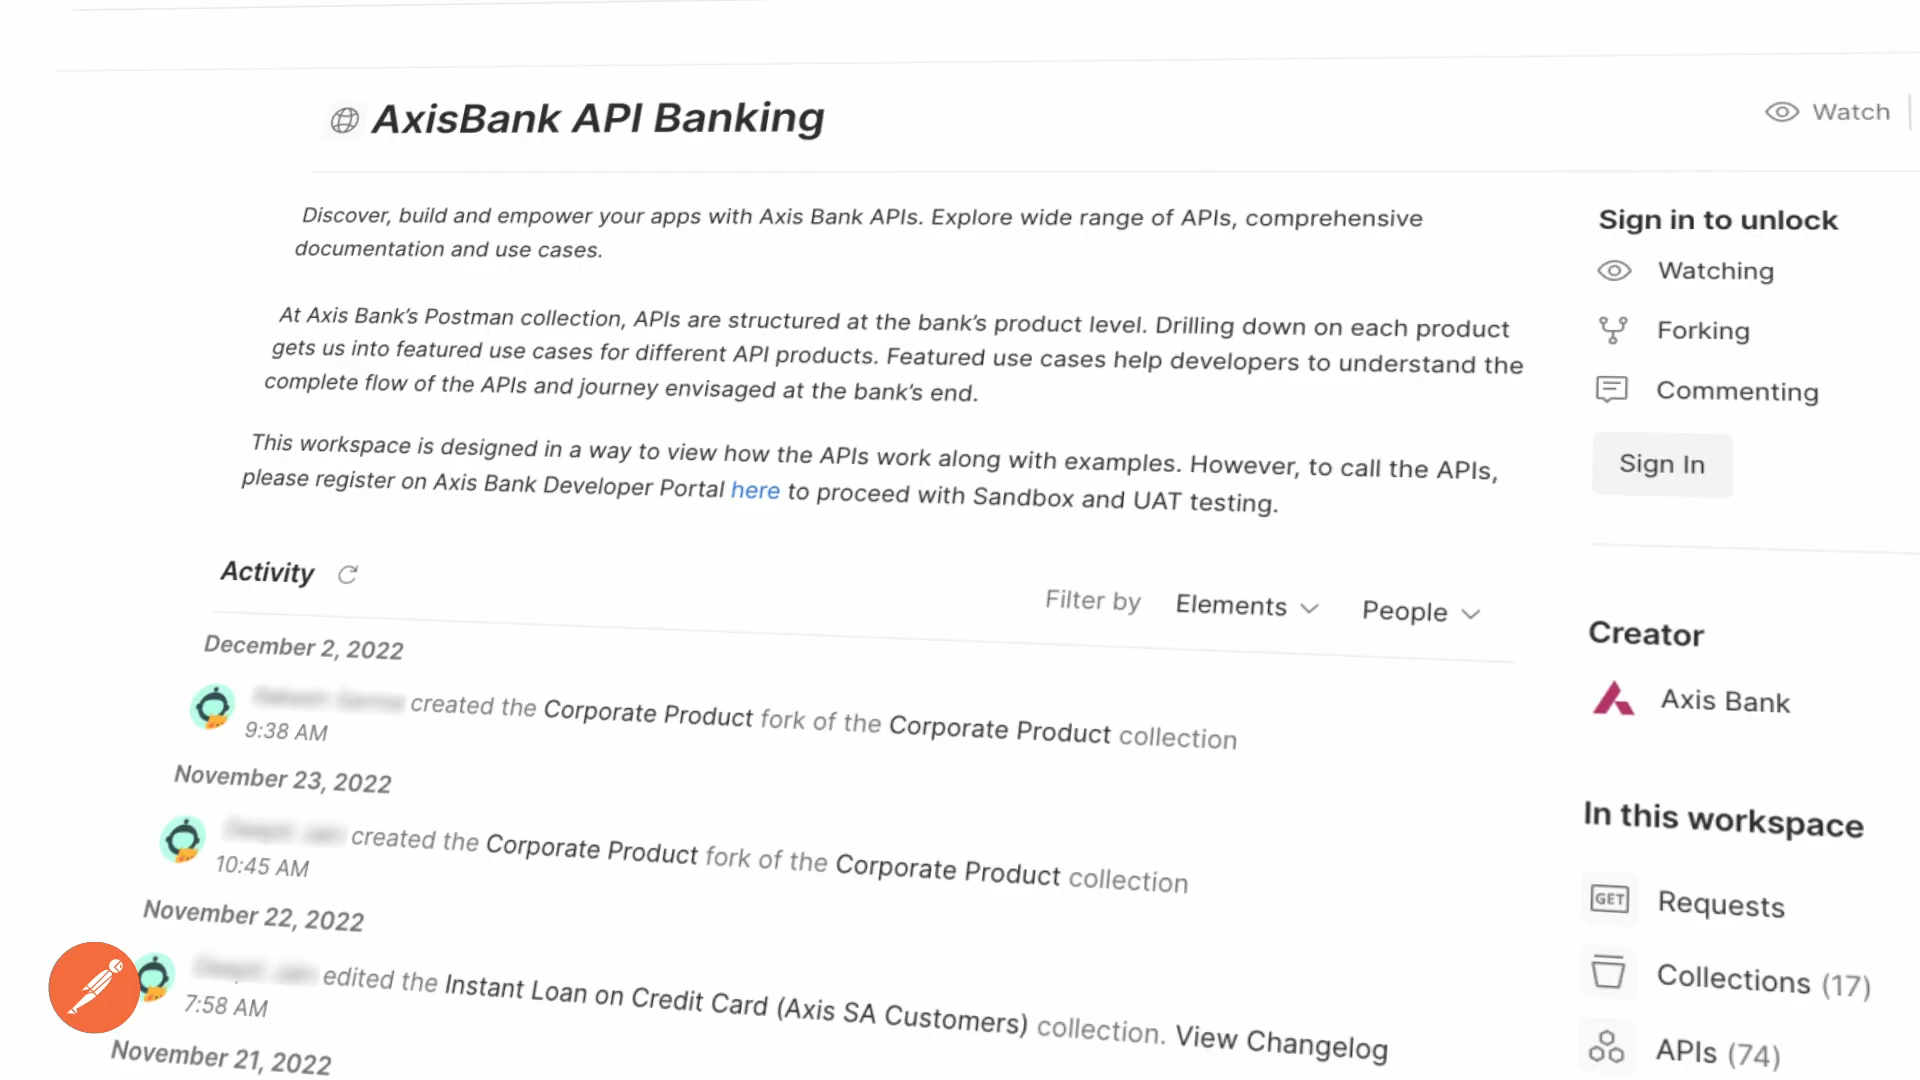 AxisBank API Banking
Watch
Discover, build and empower your apps with Axis Bank APIs. Explore wide range of APIs, comprehensive
documentation and use cases.
At Axis Bank's Postman collection, APIs are structured at the bank's product level. Drilling down on each product
gets us into featured use cases for different API products. Featured use cases help developers to understand the
complete flow of the APIs and journey envisaged at the bank's end.
This workspace is designed in a way to view how the APIs work along with examples. However, to call the APIs,
please register on Axis Bank Developer Portal here to proceed with Sandbox and UAT testing.
Activity
Filter by Elements People
December 2, 2022
created the Corporate Product fork of the Corporate Product collection
9:38 AM
November 23, 2022
created the Corporate Product fork of the Corporate Product collection
10:45 AM
November 22, 2022
edited the Instant Loan on Credit Card (Axis SA Customers) collection. View Changelog
7:58 AM
November 21, 2022
Sign in to unlock
Watching
Forking
Commenting
Sign In
Creator
Axis Bank
In this workspace
GET Requests
Collections (17)
APIs (74)